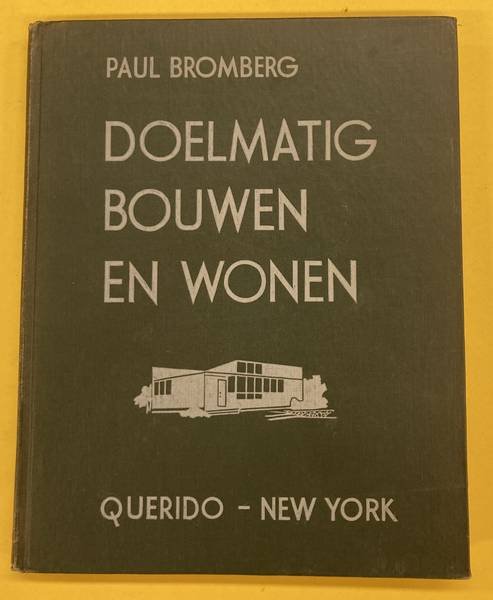 PAUL BROMBERG
DOELMATIG
BOUWEN
EN WONEN
QUERIDO – NEW YORK